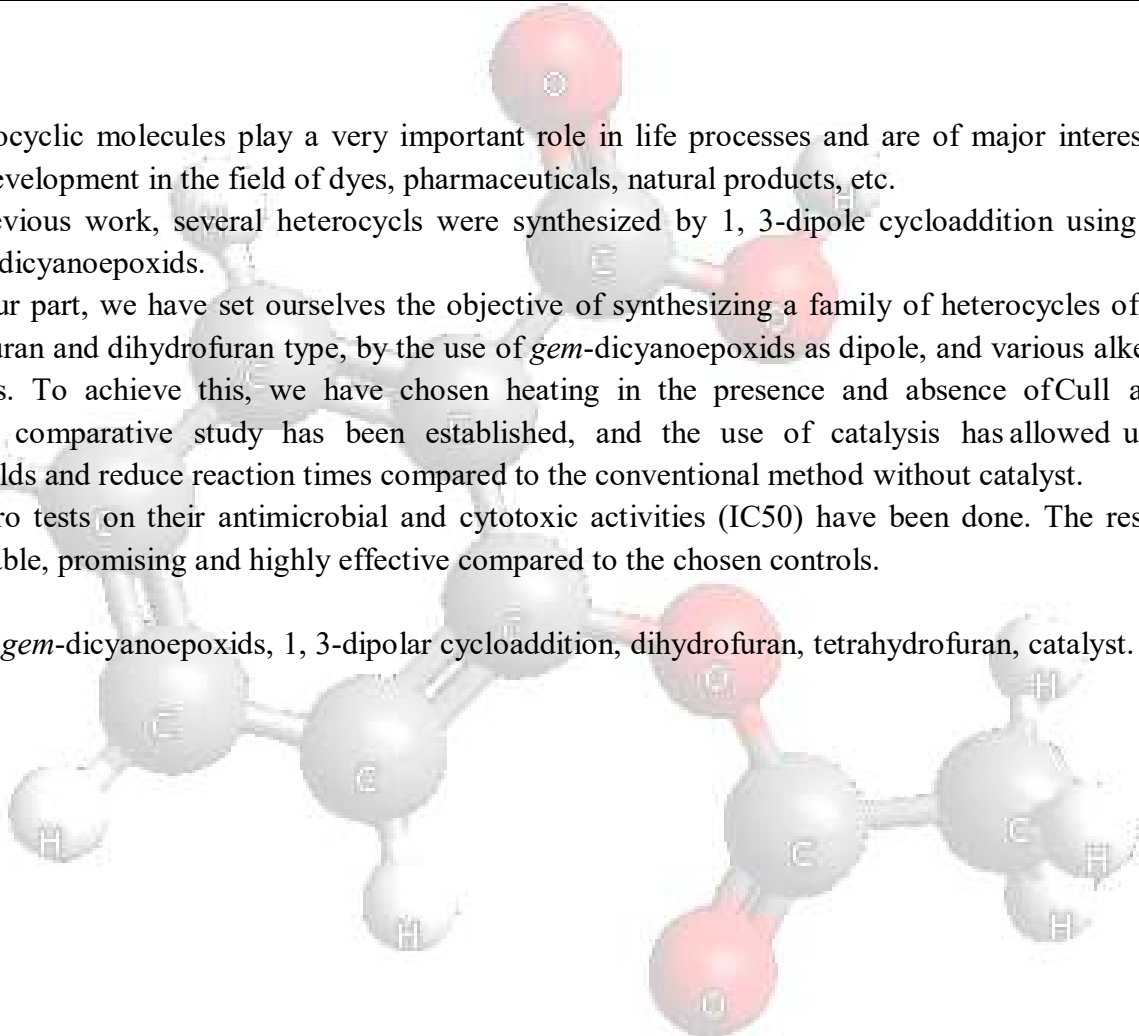 ocyclic molecules play a very important role in life processes and are of major interes
evelopment in the field of dyes, pharmaceuticals, natural products, etc.
evious work, several heterocycls were synthesized by 1, 3-dipole cycloaddition using
dicyanoepoxids.
ur part, we have set ourselves the objective of synthesizing a family of heterocycles of
uran and dihydrofuran type, by the use of gem-dicyanoepoxids as dipole, and various alke
s. To achieve this, we have chosen heating in the presence and absence ofCull a
comparative study has been established, and the use of catalysis has allowed u
lds and reduce reaction times compared to the conventional method without catalyst.
ro tests on their antimicrobial and cytotoxic activities (IC50) have been done. The res
able, promising and highly effective compared to the chosen controls.
gem-dicyanoepoxids, 1, 3-dipolar cycloaddition, dihydrofuran, tetrahydrofuran, catalyst.
O
H
C
C
O
H
C
C
H
H
C
H
H
O